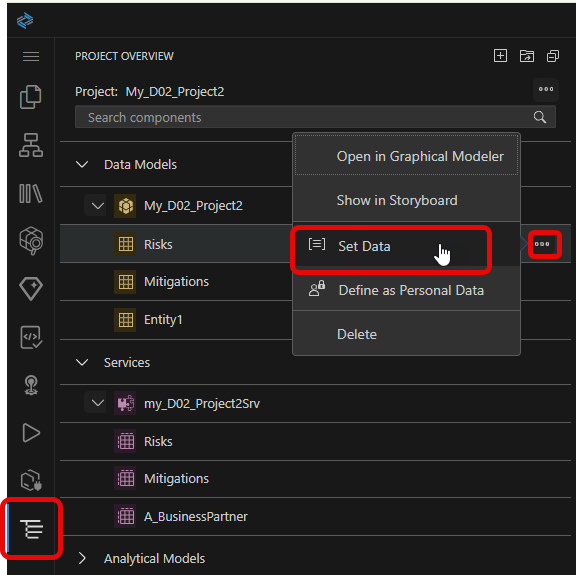 PROJECT OVERVIEW
Project: My_D02_Project2
Search components
Open in Graphical Modeler
Data Models
Show in Storyboard
My_D02_Project2
Risks
Set Data
Mitigations
Define as Personal Data
Entity1
Delete
Services
my_D02_Project2Srv
Risks
Mitigations
A_BusinessPartner
Analytical Models